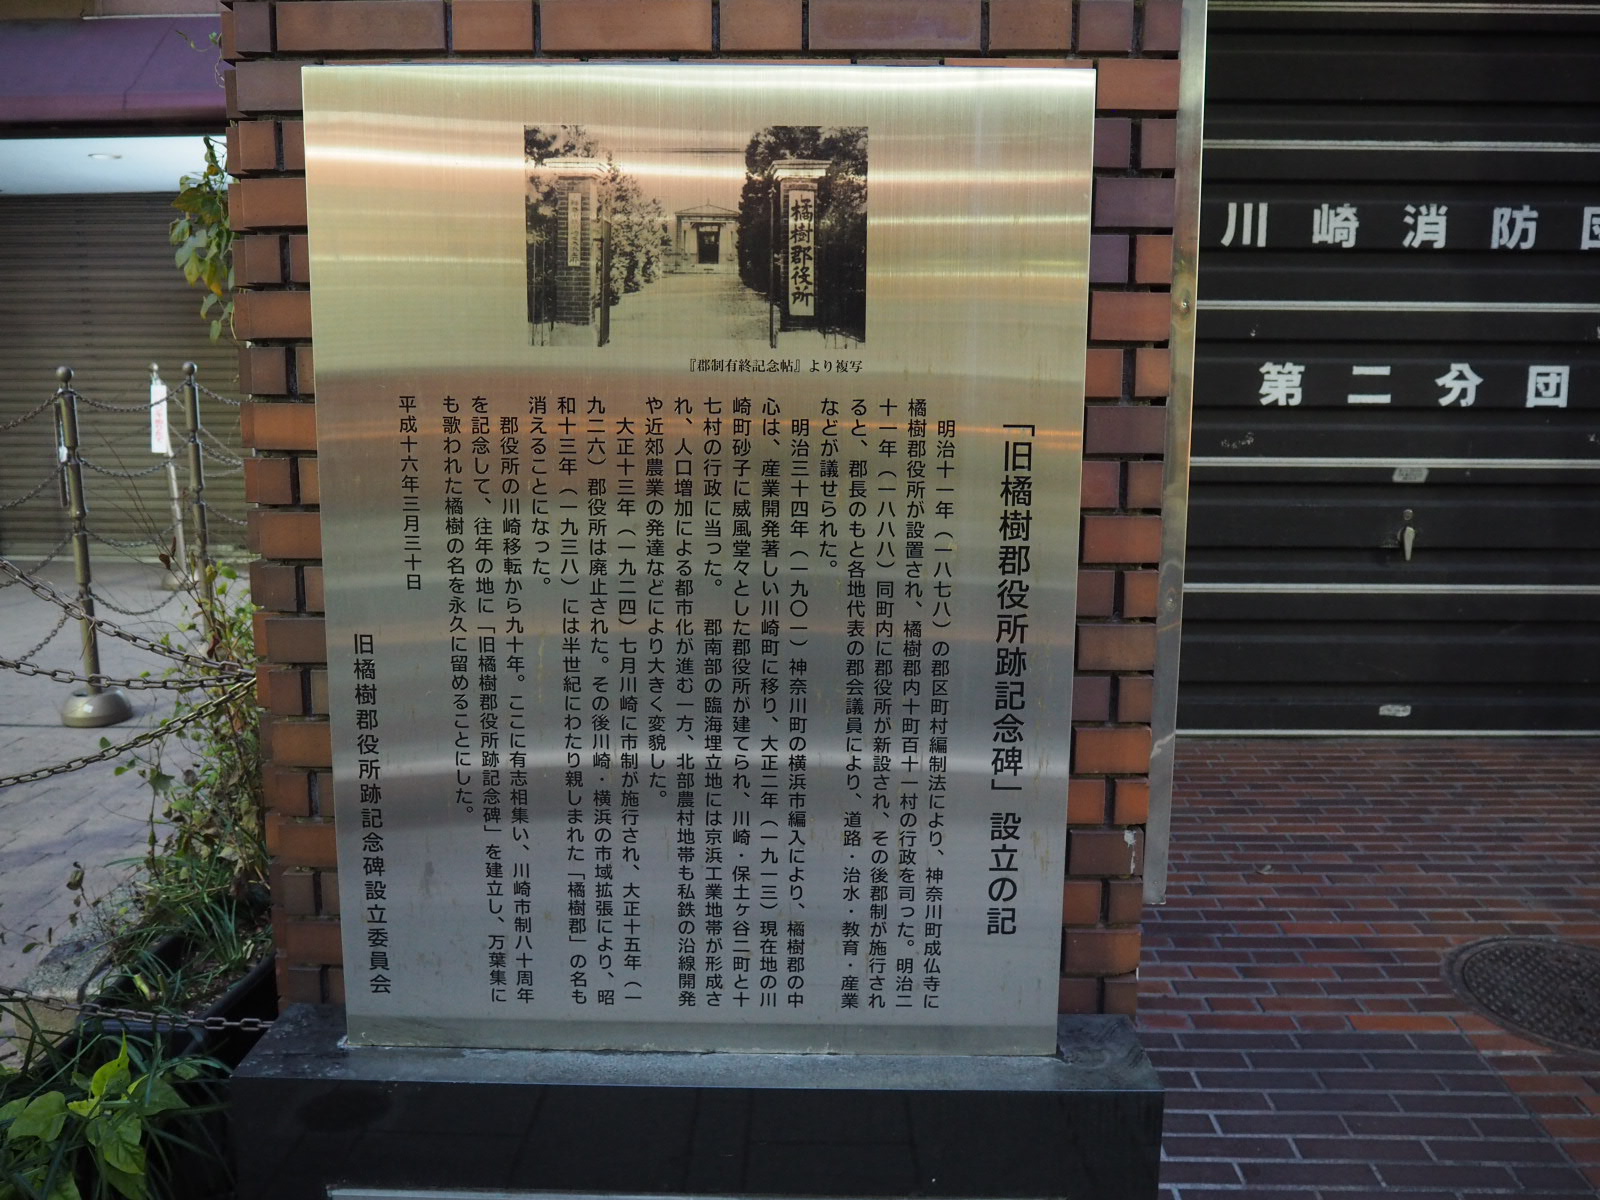 「旧橘樹郡役所跡記念碑」設立の記
明治十一年（一八七八）の郡区町村編制法により、神奈川町成仏寺に
橘樹郡役所が設置され、橘樹郡内十町百十一村の行政を司った。明治二
十一年（一八八八）同町内に郡役所が新設され、その後郡制が施行され
ると、郡長のもと各地代表の郡会議員により、道路・治水・教育・産業
などが議せられた。
明治三十四年（一九〇一）神奈川町の横浜市編入により、橘樹郡の中
心は、産業開発著しい川崎町に移り、大正二年（一九一三）現在地の川
崎町砂子に威風堂々とした郡役所が建てられ、川崎・保土ヶ谷二町と十
七村の行政に当った。　郡南部の臨海埋立地には京浜工業地帯が形成さ
れ、人口増加による都市化が進む一方、北部農村地帯も私鉄の沿線開発
や近郊農業の発達などにより大きく変貌した。
大正十三年（一九二四）七月川崎に市制が施行され、大正十五年（一
九二六）郡役所は廃止された。その後川崎・横浜の市域拡張により、昭
和十三年（一九三八）には半世紀にわたり親しまれた「橘樹郡」の名も
消えることになった。
郡役所の川崎移転から九十年。ここに有志相集い、川崎市制八十周年
を記念して、往年の地に「旧橘樹郡役所跡記念碑」を建立し、万葉集に
も歌われた橘樹の名を永久に留めることにした。
平成十六年三月三十日
旧橘樹郡役所跡記念碑設立委員会
『郡制有終記念帖』より複写
橘樹郡役所
川崎消防団
第二分団